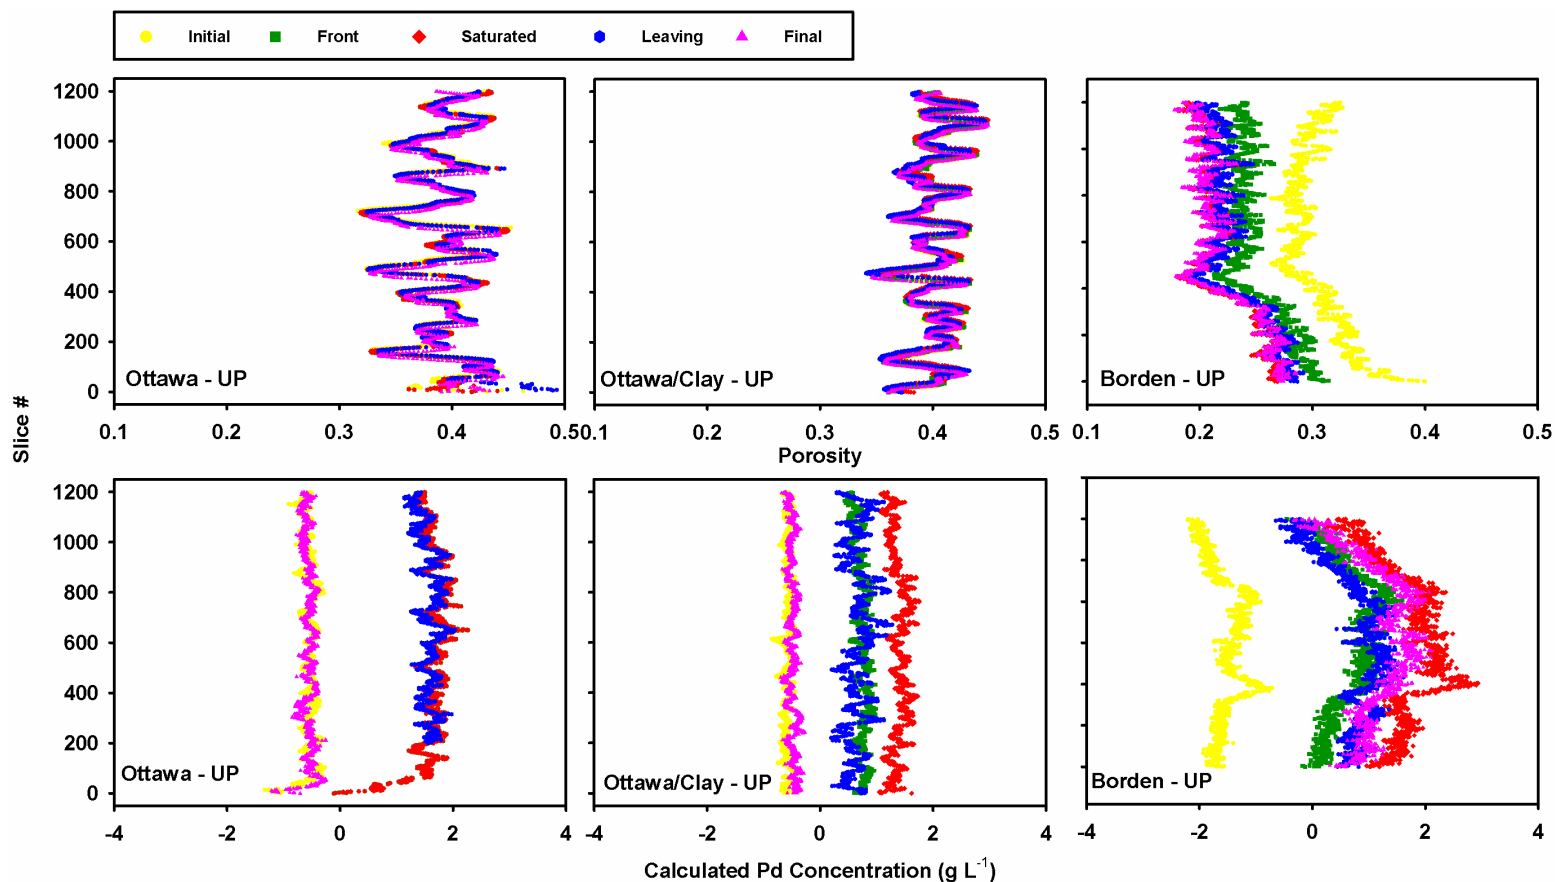 Initial Front Saturated Leaving Final
1200
1000
800
600
400
200
0
Ottawa - UP
Ottawa/Clay - UP
Borden - UP
0.1 0.2 0.3 0.4 0.5
0.1 0.2 0.3 0.4 0.5
0.1 0.2 0.3 0.4 0.5
Porosity
Slice #
1200
1000
800
600
400
200
0
Ottawa - UP
Ottawa/Clay - UP
Borden - UP
-4 -2 0 2 4
-4 -2 0 2 4
-4 -2 0 2 4
Calculated Pd Concentration (g L⁻¹)